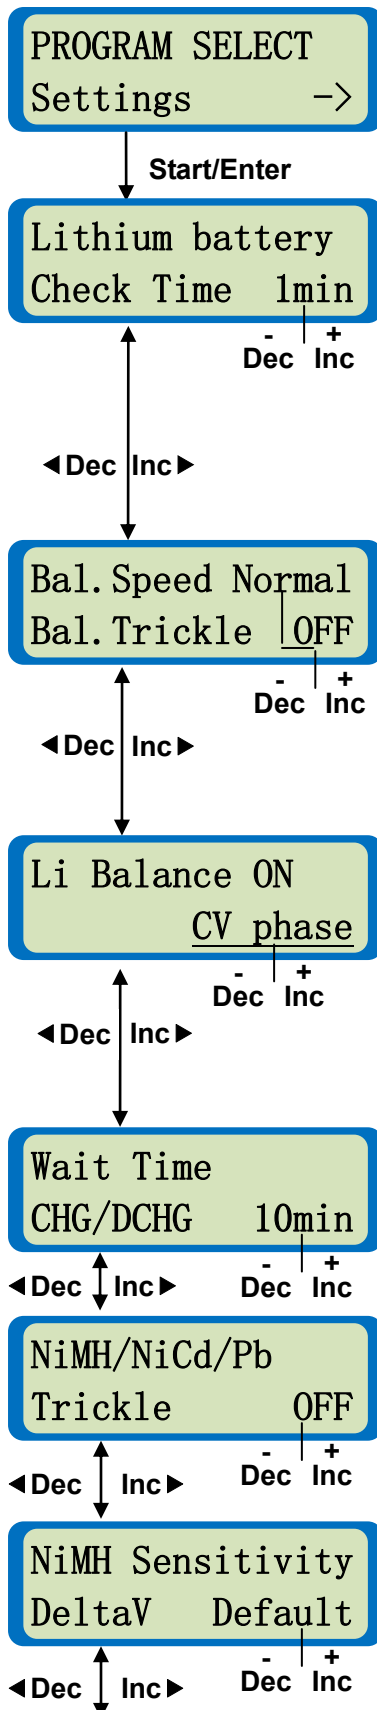 PROGRAM SELECT
Settings ->
Start/Enter
Lithium battery
Check Time 1min
- +
Dec Inc
◄Dec Inc►
Bal.Speed Normal
Bal.Trickle OFF
- +
Dec Inc
◄Dec Inc►
Li Balance ON
CV phase
- +
Dec Inc
◄Dec Inc►
Wait Time
CHG/DCHG 10min
- +
Dec Inc
◄Dec Inc►
NiMH/NiCd/Pb
Trickle OFF
- +
Dec Inc
◄Dec Inc►
NiMH Sensitivity
DeltaV Default
- +
Dec Inc
◄Dec Inc►